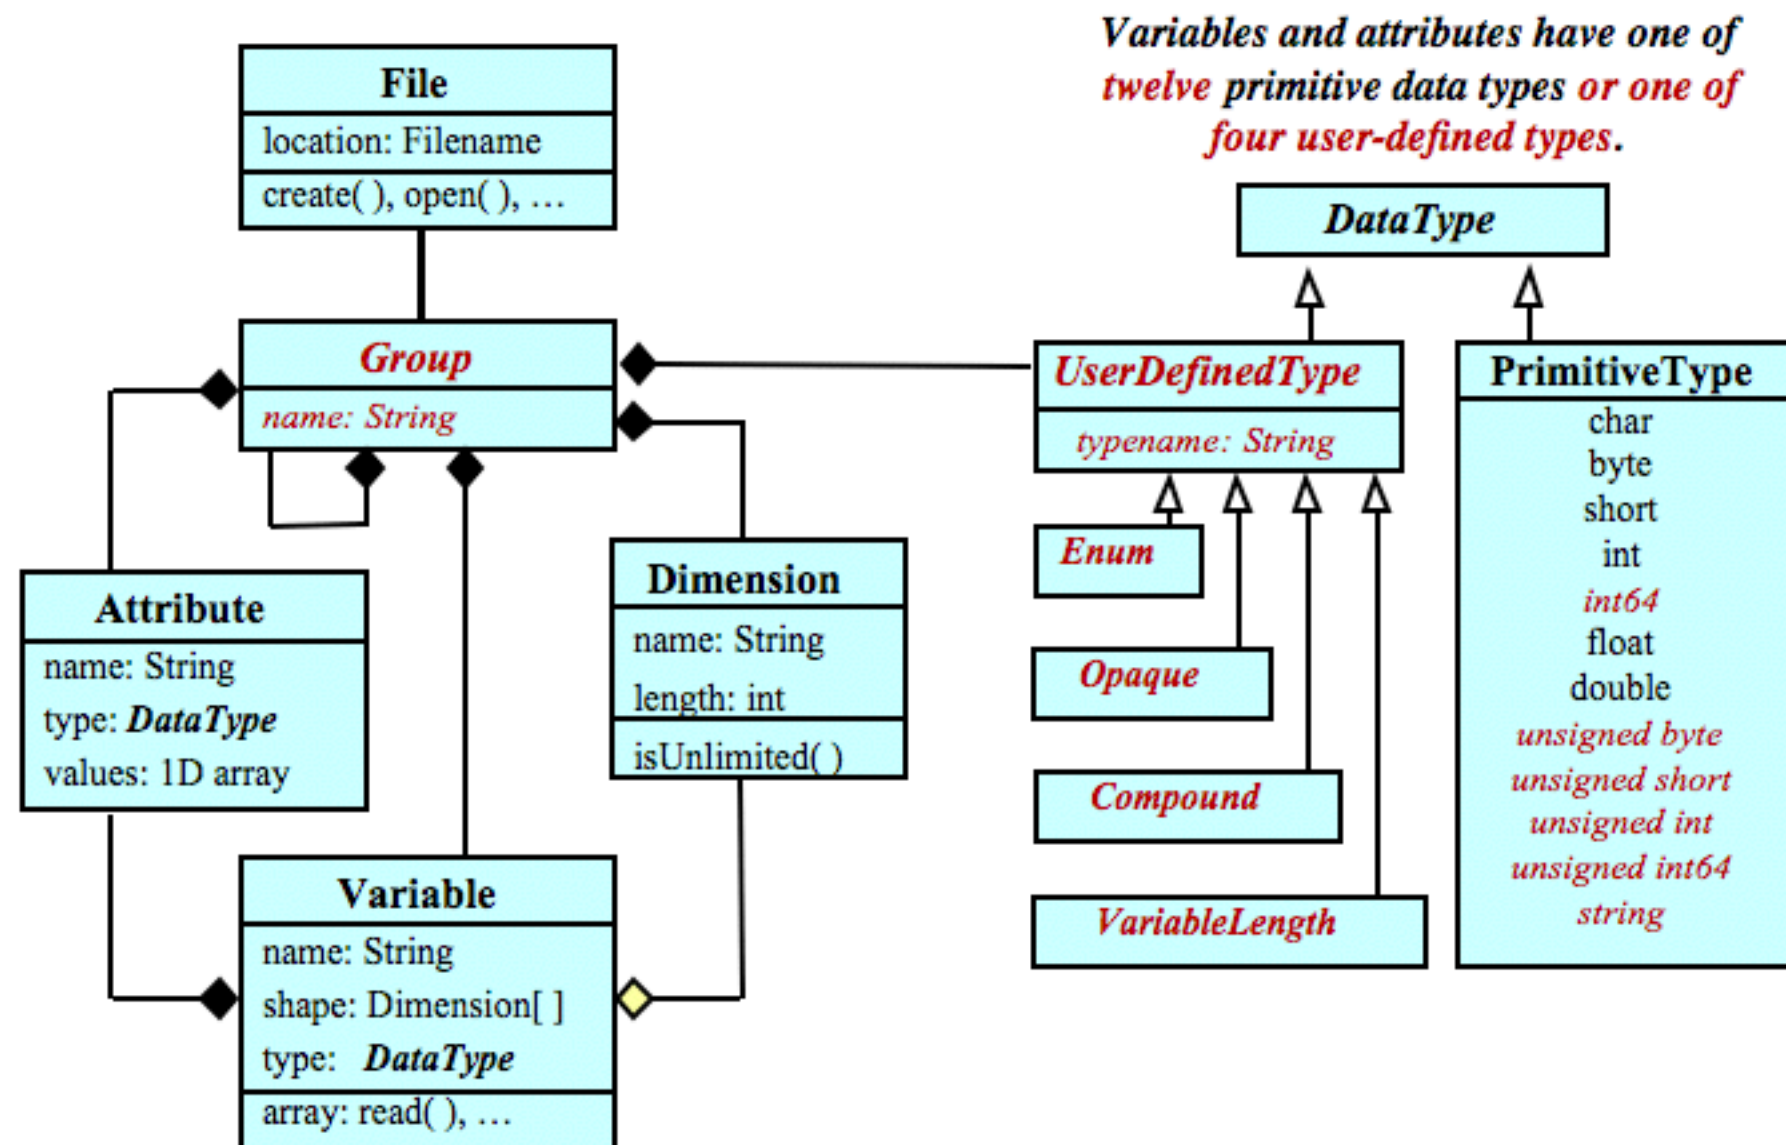 Variables and attributes have one of
twelve primitive data types or one of
four user-defined types.
File
location: Filename
create( ), open( ), …
Group
name: String
Attribute
name: String
type: DataType
values: 1D array
Dimension
name: String
length: int
isUnlimited( )
Variable
name: String
shape: Dimension[ ]
type: DataType
array: read( ), …
DataType
UserDefinedType
typename: String
Enum
Opaque
Compound
VariableLength
PrimitiveType
char
byte
short
int
int64
float
double
unsigned byte
unsigned short
unsigned int
unsigned int64
string